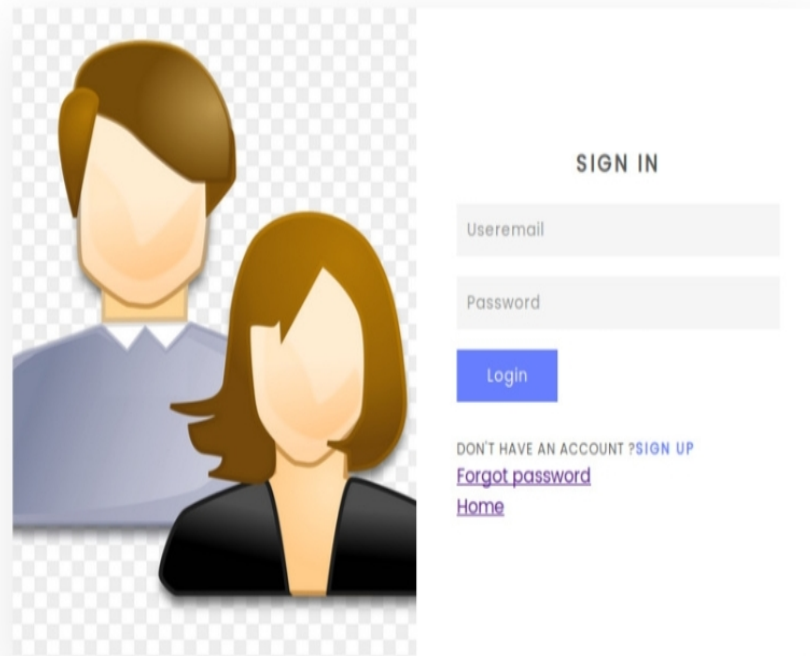 SIGN IN
Useremail
Password
Login
DON'T HAVE AN ACCOUNT ?SIGN UP
Forgot password
Home